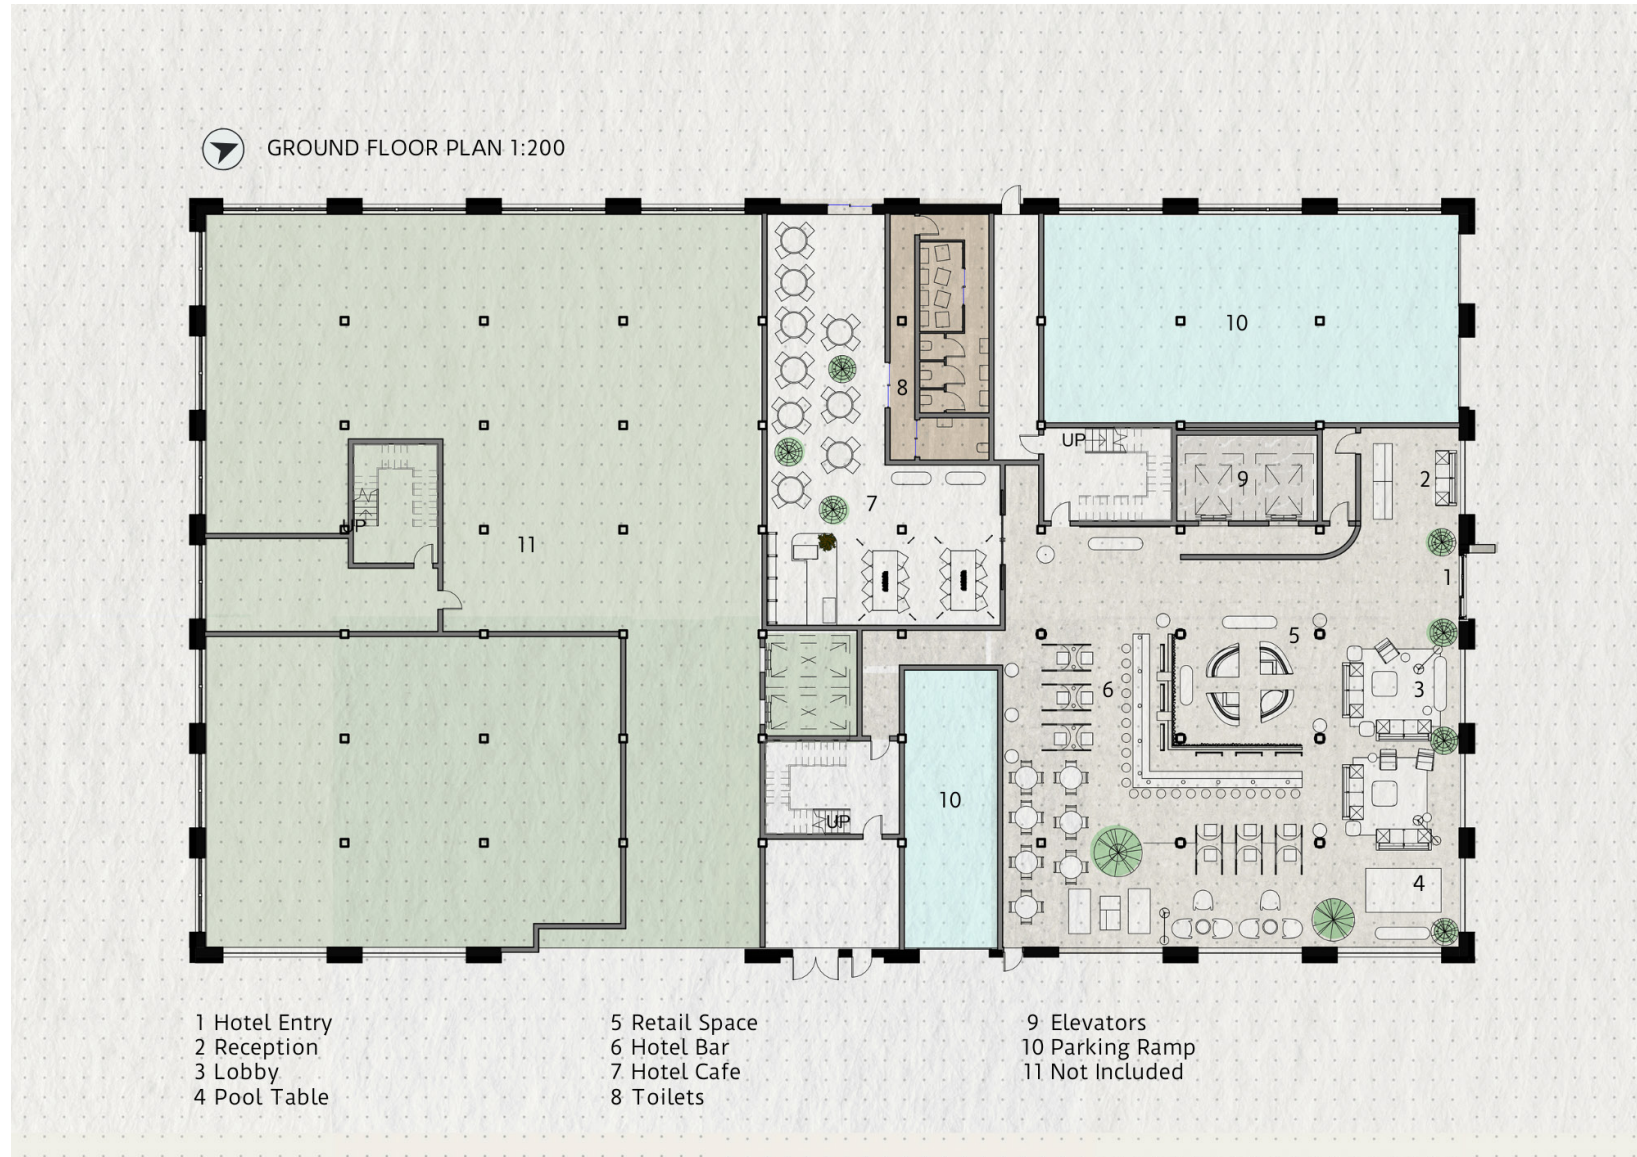 GROUND FLOOR PLAN 1:200
10
8
UP
9
2
7
UP
11
1
5
3
6
10
UP
4
1 Hotel Entry
2 Reception
3 Lobby
4 Pool Table
5 Retail Space
6 Hotel Bar
7 Hotel Cafe
8 Toilets
9 Elevators
10 Parking Ramp
11 Not Included